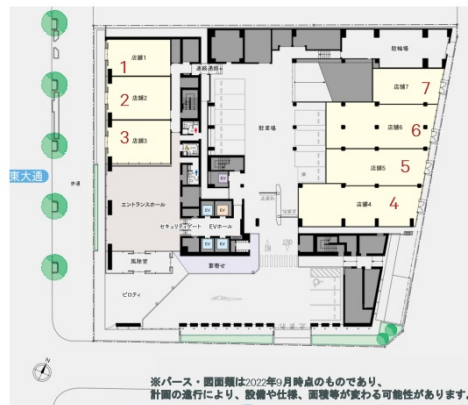 駐輪場
店舗1
1
連絡通路
店舗7
7
店舗2
2
店舗6
6
駐車場
店舗3
3
店舗5
5
東大通
歩道
EV
店舗4
4
エントランスホール
EV
EV
セキュリティゲート
EVホール
EV
EV
風除室
車寄せ
ピロティ
※パース・図面類は2022年9月時点のものであり、
計画の進行により、設備や仕様、面積等が変わる可能性があります。